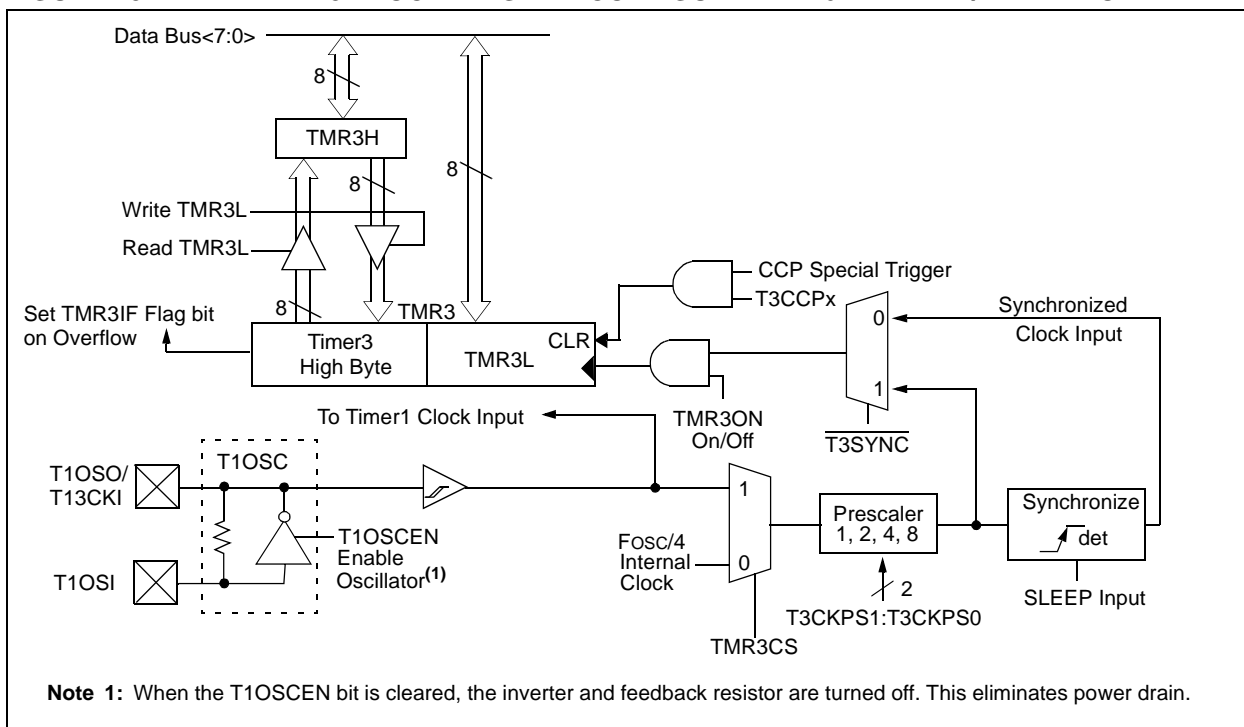 Data Bus<7:0>
8
TMR3H
8
8
Write TMR3L
Read TMR3L
8
TMR3
CCP Special Trigger
T3CCPx
Set TMR3IF Flag bit
on Overflow
Timer3
High Byte
TMR3L
CLR
0
1
Synchronized
Clock Input
To Timer1 Clock Input
TMR3ON
On/Off
T3SYNC
T1OSC
T1OSO/
T13CKI
T1OSI
T1OSCEN
Enable
Oscillator(1)
FOSC/4
Internal
Clock
1
0
TMR3CS
Prescaler
1, 2, 4, 8
2
T3CKPS1:T3CKPS0
Synchronize
det
SLEEP Input
Note 1: When the T1OSCEN bit is cleared, the inverter and feedback resistor are turned off. This eliminates power drain.